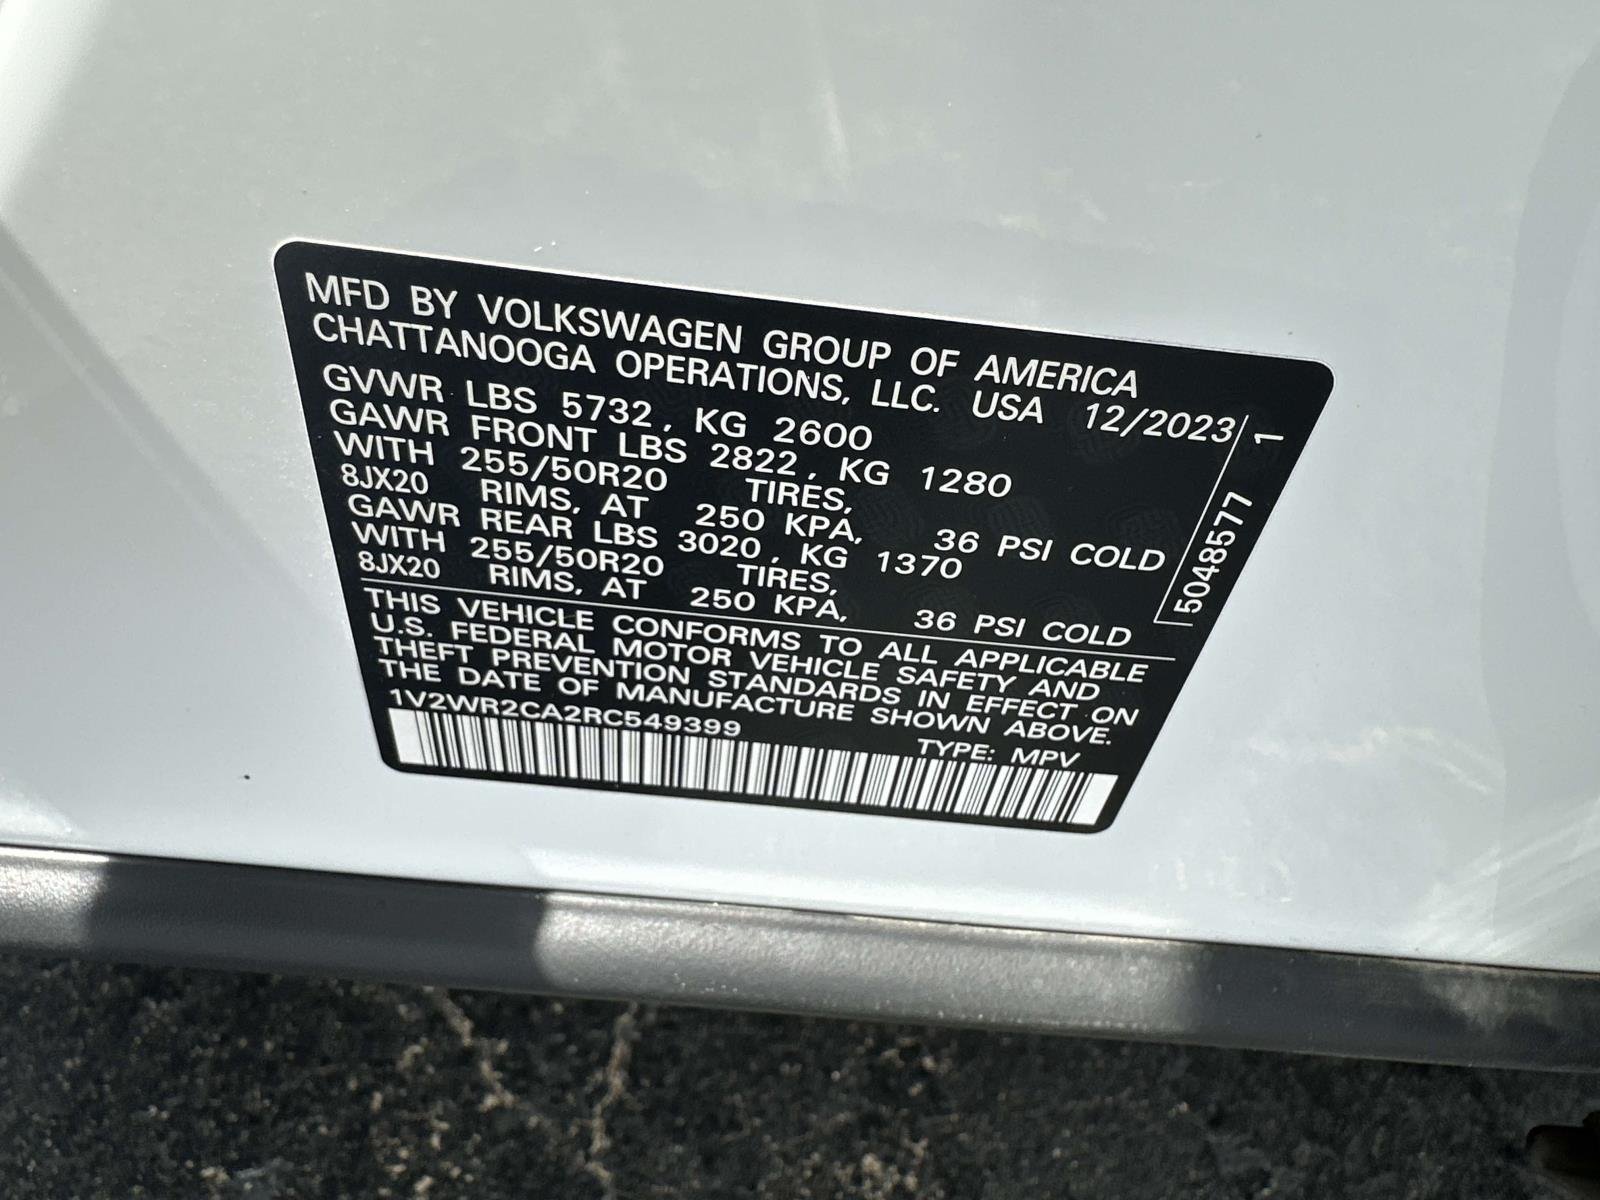 MFD BY VOLKSWAGEN GROUP OF AMERICA
CHATTANOOGA OPERATIONS, LLC. USA 12/2023
GVWR LBS 5732, KG 2600
GAWR FRONT LBS 2822, KG 1280
WITH 255/50R20 TIRES,
8JX20 RIMS, AT 250 KPA, 36 PSI COLD
GAWR REAR LBS 3020, KG 1370
WITH 255/50R20 TIRES,
8JX20 RIMS, AT 250 KPA, 36 PSI COLD
THIS VEHICLE CONFORMS TO ALL APPLICABLE
U.S. FEDERAL MOTOR VEHICLE SAFETY AND
THEFT PREVENTION STANDARDS IN EFFECT ON
THE DATE OF MANUFACTURE SHOWN ABOVE.
1V2WR2CA2RC549399 TYPE: MPV
5048577 1